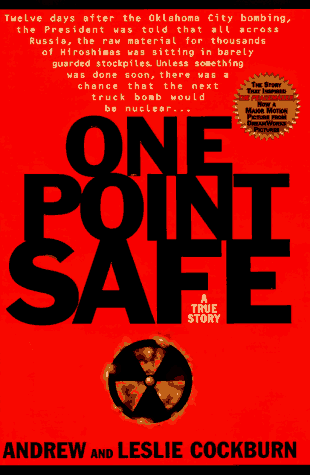 Twelve days after the Oklahoma City bombing,
the President was told that all across
Russia, the raw material for thousands
of Hiroshimas was sitting in barely
guarded stockpiles. Unless something
was done soon, there was a
chance that the next
truck bomb would
be nuclear...
THE STORY
THAT INSPIRED
THE PEACEMAKER
NOW A
MAJOR MOTION
PICTURE FROM
DREAMWORKS
PICTURES
ONE
POINT
SAFE
A
TRUE
STORY
ANDREW AND LESLIE COCKBURN